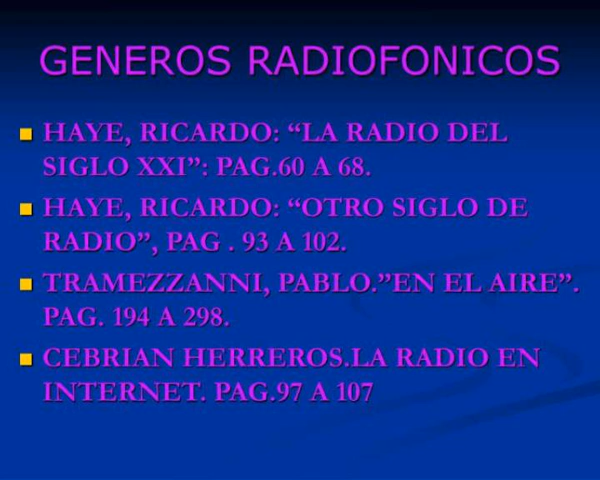 GENEROS RADIOFONICOS
HAYE, RICARDO: “LA RADIO DEL
SIGLO XXI”: PAG.60 A 68.
HAYE, RICARDO: “OTRO SIGLO DE
RADIO”, PAG . 93 A 102.
TRAMEZZANNI, PABLO.”EN EL AIRE”.
PAG. 194 A 298.
CEBRIAN HERREROS.LA RADIO EN
INTERNET. PAG.97 A 107